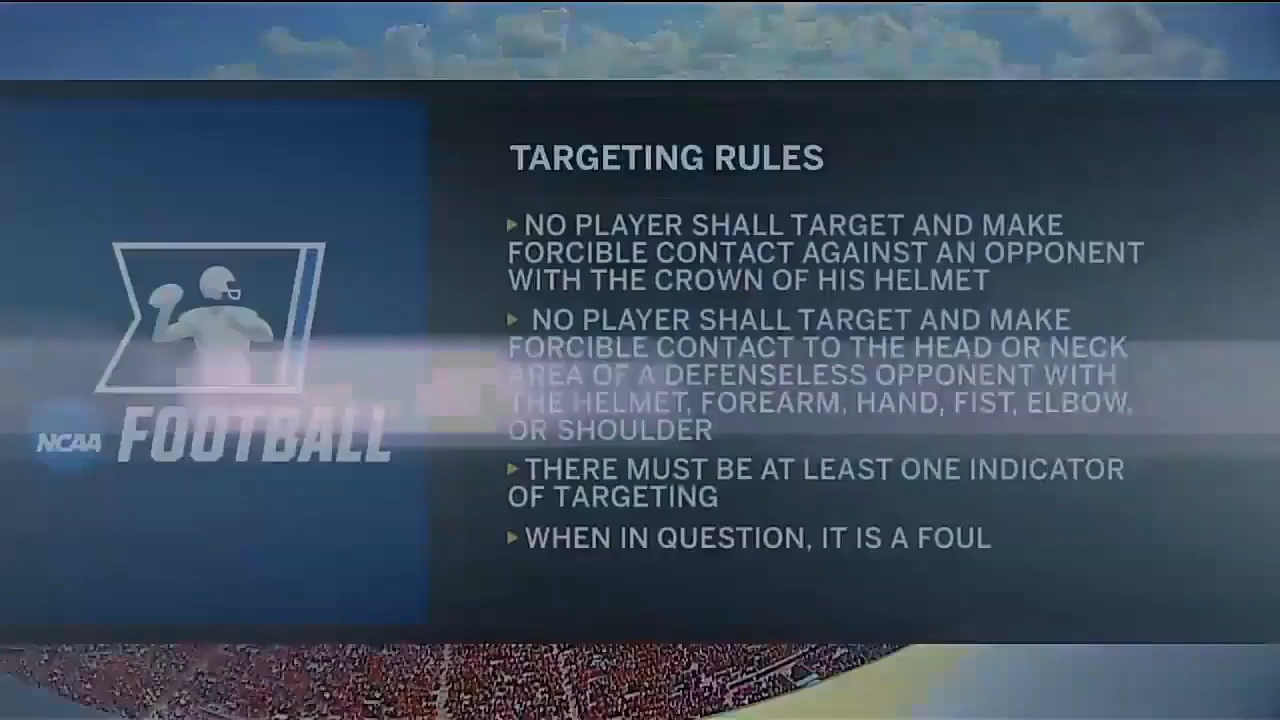 TARGETING RULES
NO PLAYER SHALL TARGET AND MAKE
FORCIBLE CONTACT AGAINST AN OPPONENT
WITH THE CROWN OF HIS HELMET
NO PLAYER SHALL TARGET AND MAKE
FORCIBLE CONTACT TO THE HEAD OR NECK
AREA OF A DEFENSELESS OPPONENT WITH
THE HELMET, FOREARM, HAND, FIST, ELBOW,
OR SHOULDER
THERE MUST BE AT LEAST ONE INDICATOR
OF TARGETING
WHEN IN QUESTION, IT IS A FOUL
NCAA FOOTBALL